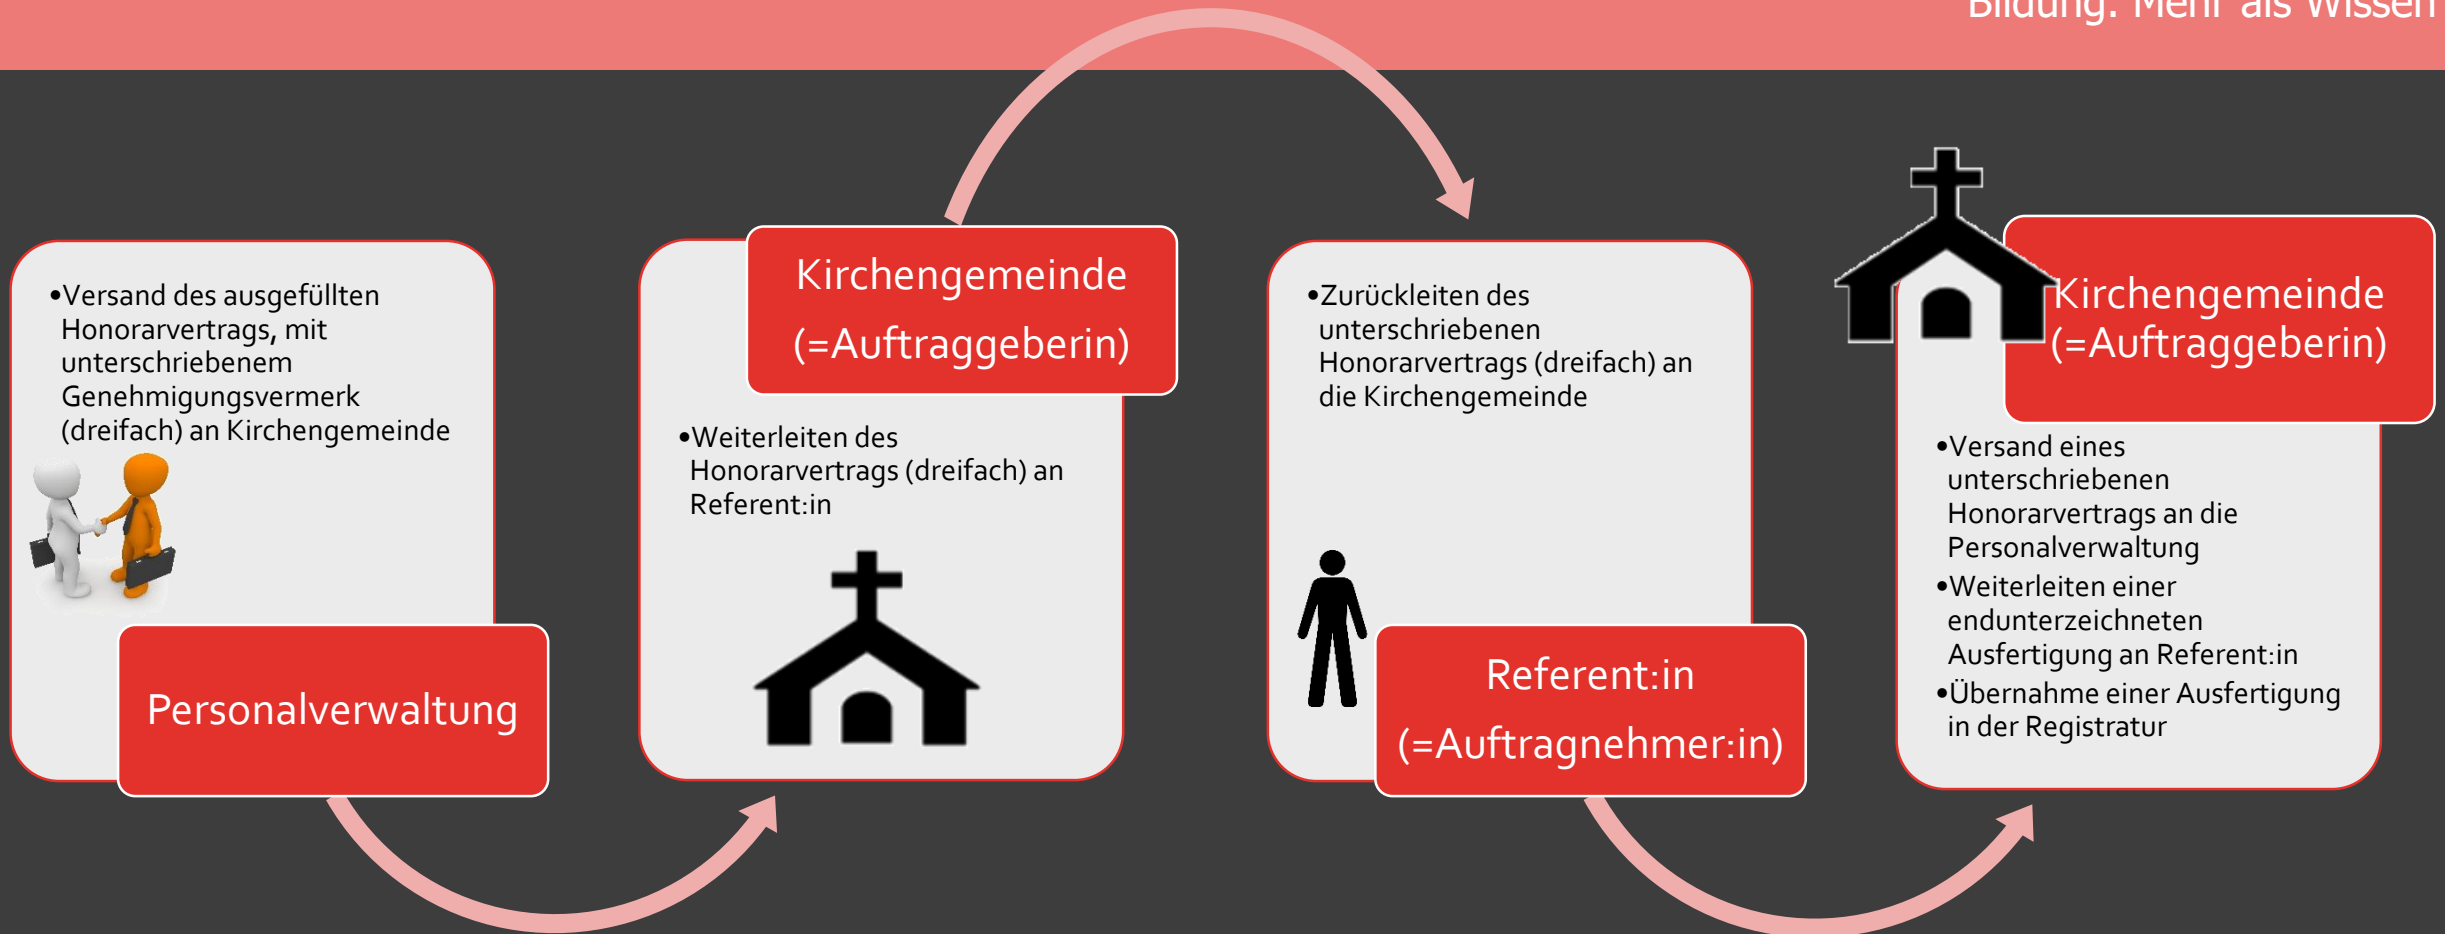 Bildung. Mehr als Wissen
•Versand des ausgefüllten
Honorarvertrags, mit
unterschriebenem
Genehmigungsvermerk
(dreifach) an Kirchengemeinde
Personalverwaltung
Kirchengemeinde
(=Auftraggeberin)
•Weiterleiten des
Honorarvertrags (dreifach) an
Referent:in
•Zurückleiten des
unterschriebenen
Honorarvertrags (dreifach) an
die Kirchengemeinde
Referent:in
(=Auftragnehmer:in)
Kirchengemeinde
(=Auftraggeberin)
•Versand eines
unterschriebenen
Honorarvertrags an die
Personalverwaltung
•Weiterleiten einer
endunterzeichneten
Ausfertigung an Referent:in
•Übernahme einer Ausfertigung
in der Registratur